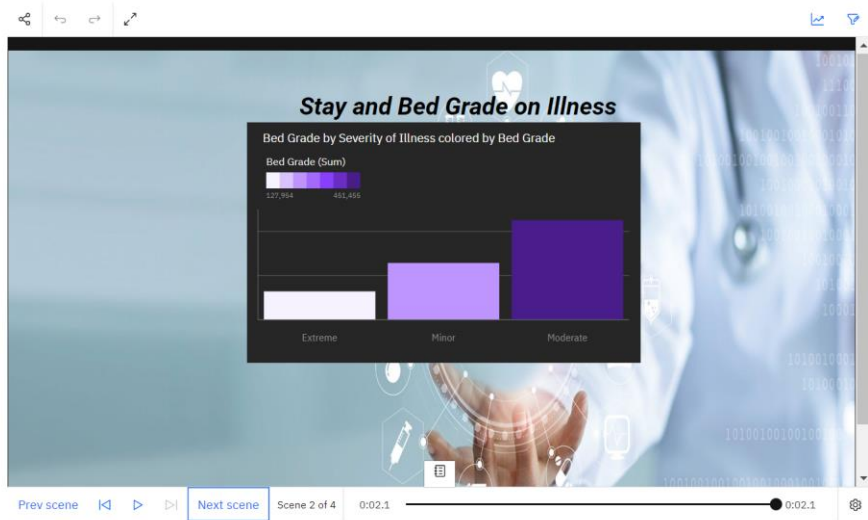 Stay and Bed Grade on Illness
Bed Grade by Severity of Illness colored by Bed Grade
Bed Grade (Sum)
127,954 451,455
Extreme Minor Moderate
Prev scene Next scene Scene 2 of 4 0:02.1 0:02.1